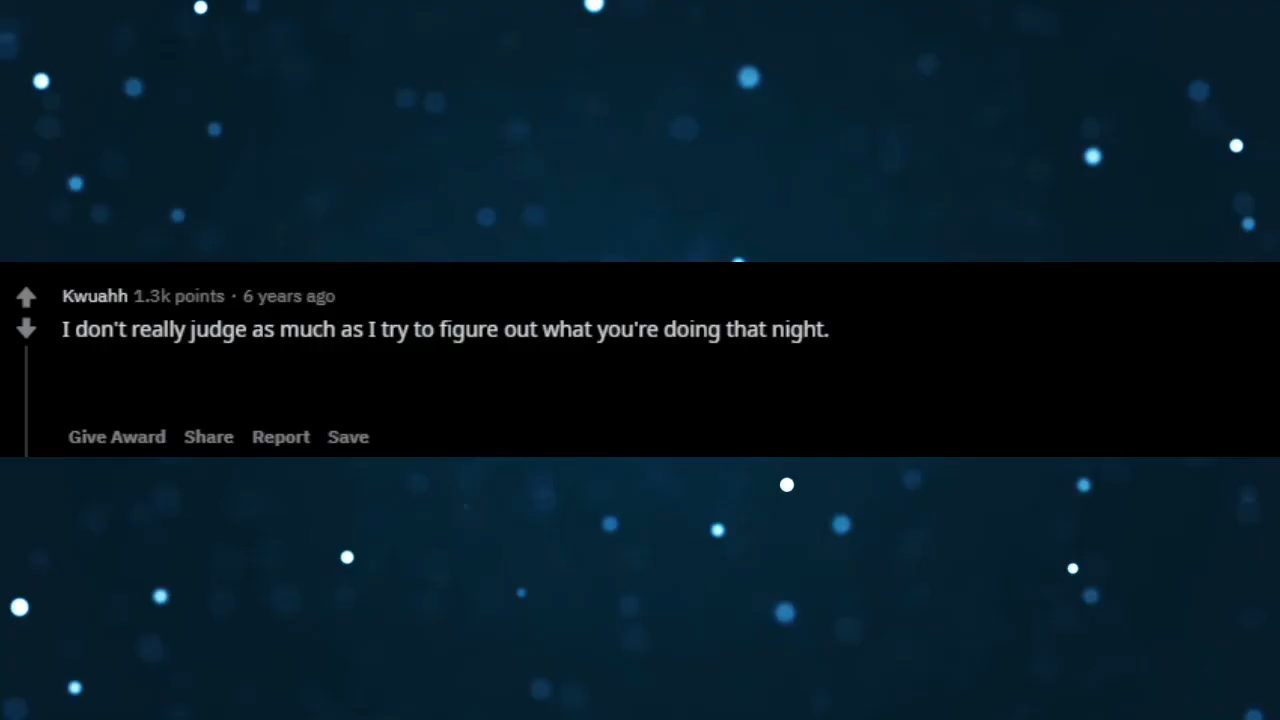 Kwuahh 1.3k points · 6 years ago
I don't really judge as much as I try to figure out what you're doing that night.
Give Award Share Report Save